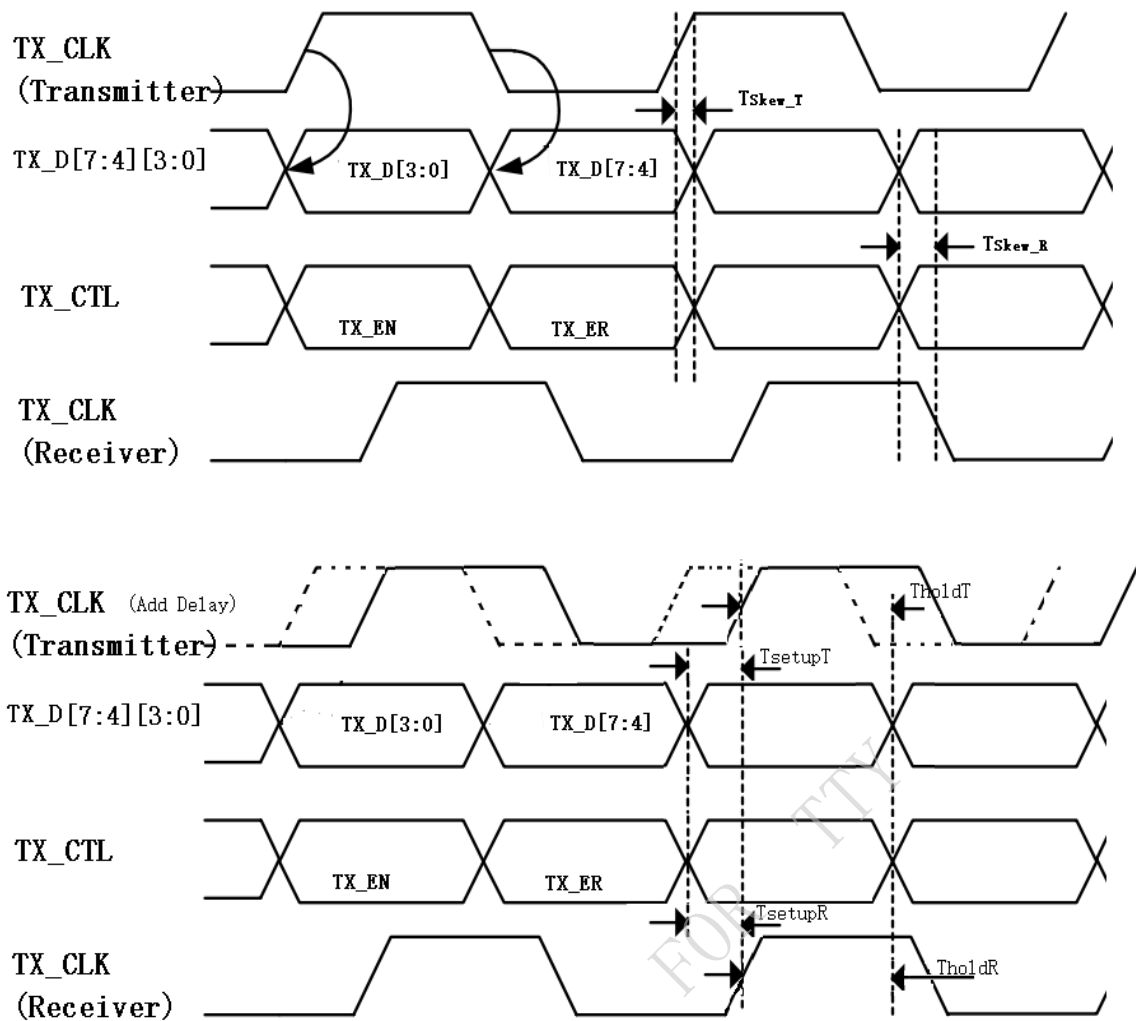 TX_CLK
(Transmitter)
Tskew_T
TX_D[7:4][3:0]
TX_D[3:0]
TX_D[7:4]
Tskew_R
TX_CTL
TX_EN
TX_ER
TX_CLK
(Receiver)
TX_CLK (Add Delay)
(Transmitter)
TholdT
TsetupT
TX_D[7:4][3:0]
TX_D[3:0]
TX_D[7:4]
TX_CTL
TX_EN
TX_ER
TsetupR
TX_CLK
(Receiver)
TholdR
FOR TTY